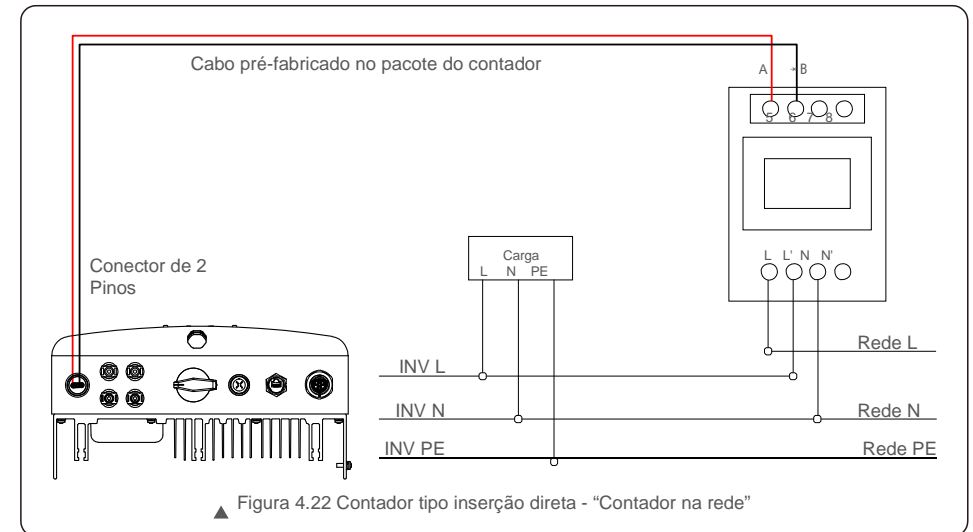 Cabo pré-fabricado no pacote do contador
A B
5 6 7 8
Conector de 2
Pinos
Carga
L N PE
L L' N N'
Rede L
INV L
INV N
Rede N
INV PE
Rede PE
▲ Figura 4.22 Contador tipo inserção direta - “Contador na rede”